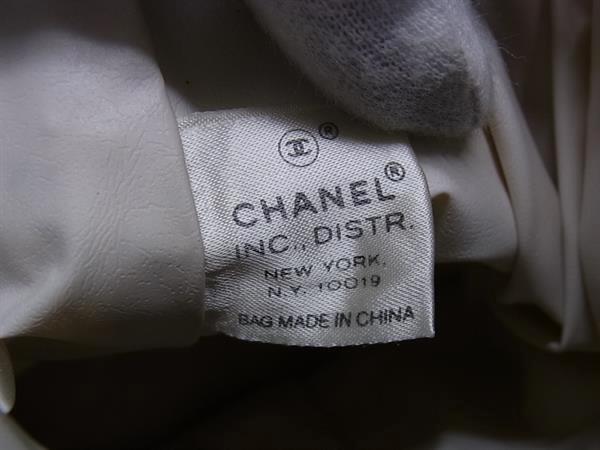 ®
CHANEL®
INC., DISTR.
NEW YORK,
N.Y. 10019
BAG MADE IN CHINA